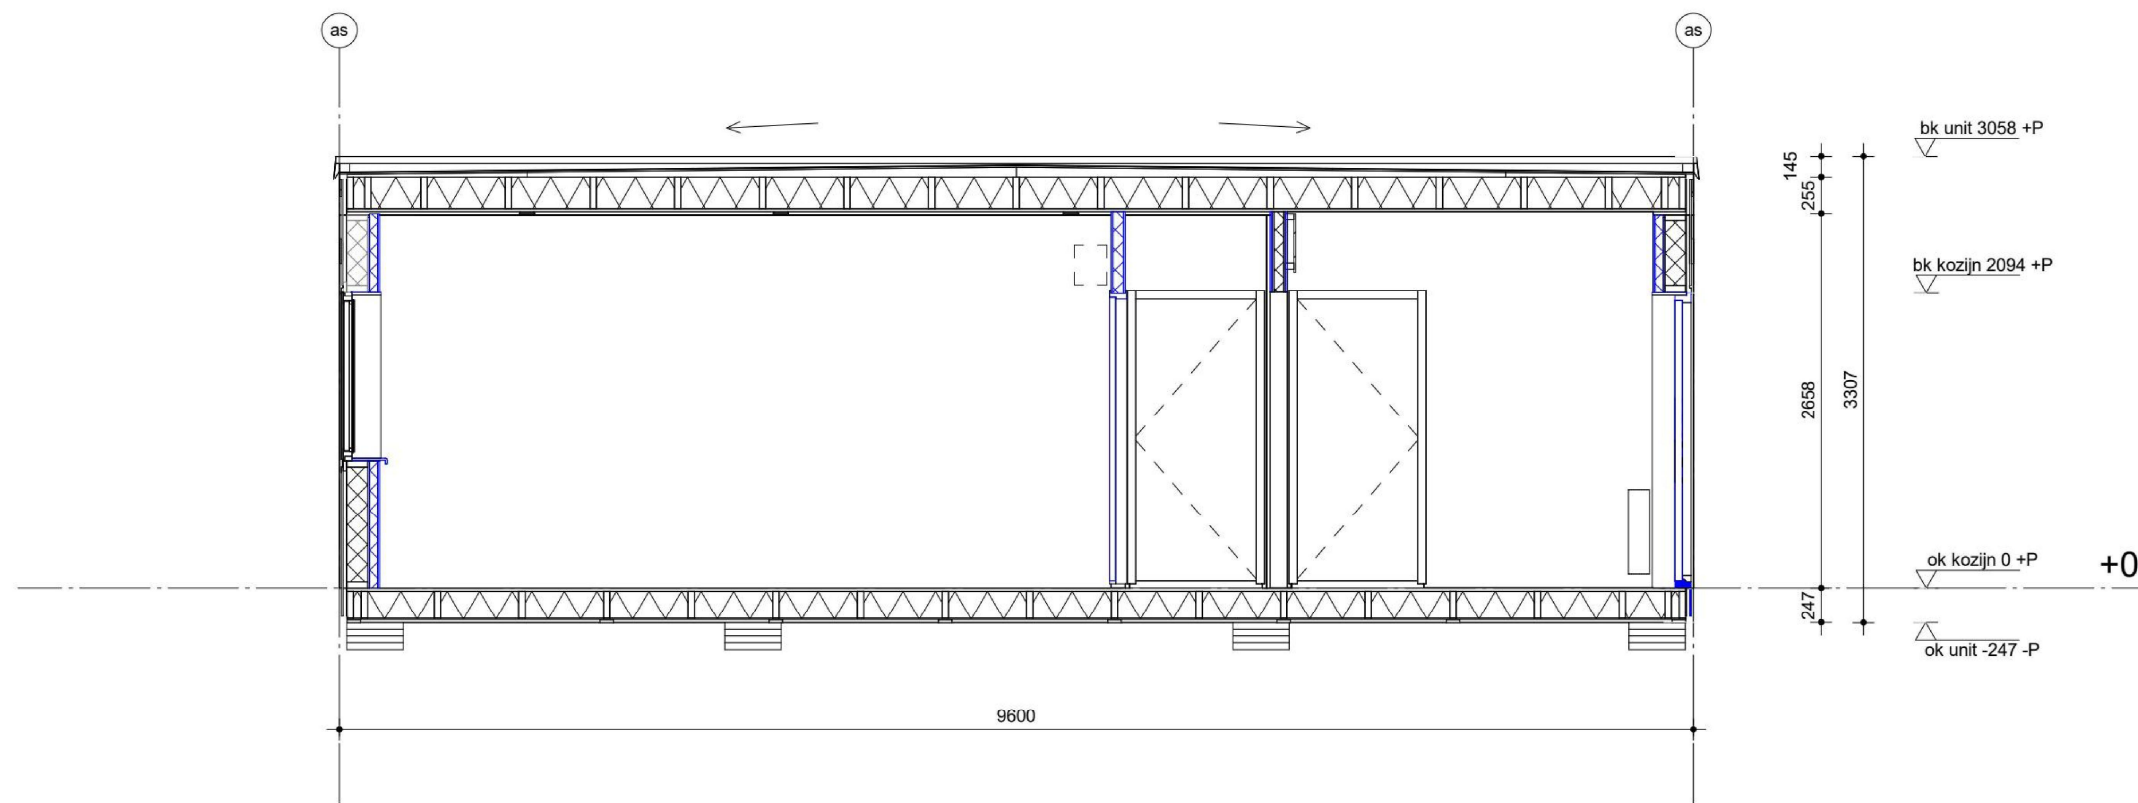 as
as
bk unit 3058 +P
145
255
bk kozijn 2094 +P
2658
3307
ok kozijn 0 +P
+0
247
ok unit -247 -P
9600